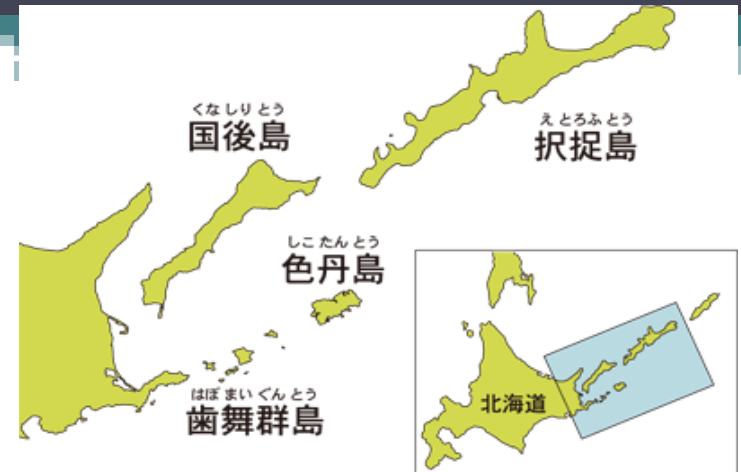 くなしりとう
国後島
えとろふとう
択捉島
しこたんとう
色丹島
はぼまいぐんとう
歯舞群島
北海道